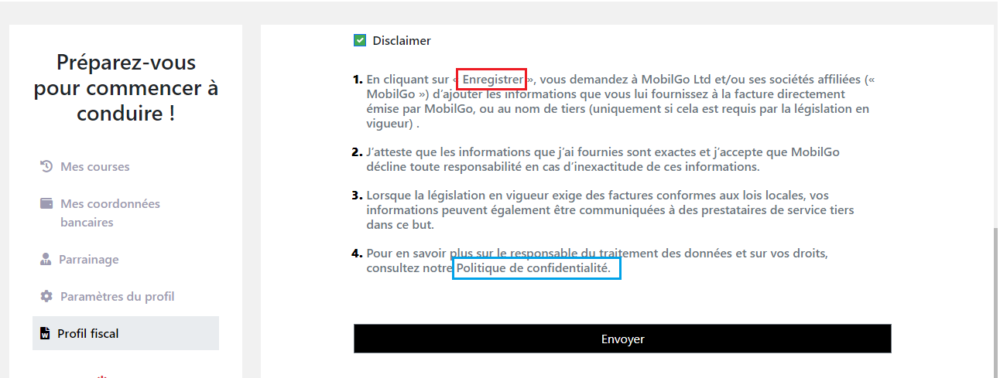 Préparez-vous
pour commencer à
conduire !
Mes courses
Mes coordonnées
bancaires
Parrainage
Paramètres du profil
Profil fiscal
Disclaimer
1. En cliquant sur « Enregistrer », vous demandez à MobilGo Ltd et/ou ses sociétés affiliées («
MobilGo ») d’ajouter les informations que vous lui fournissez à la facture directement
émise par MobilGo, ou au nom de tiers (uniquement si cela est requis par la législation en
vigueur) .
2. J’atteste que les informations que j’ai fournies sont exactes et j’accepte que MobilGo
décline toute responsabilité en cas d’inexactitude de ces informations.
3. Lorsque la législation en vigueur exige des factures conformes aux lois locales, vos
informations peuvent également être communiquées à des prestataires de service tiers
dans ce but.
4. Pour en savoir plus sur le responsable du traitement des données et sur vos droits,
consultez notre Politique de confidentialité.
Envoyer